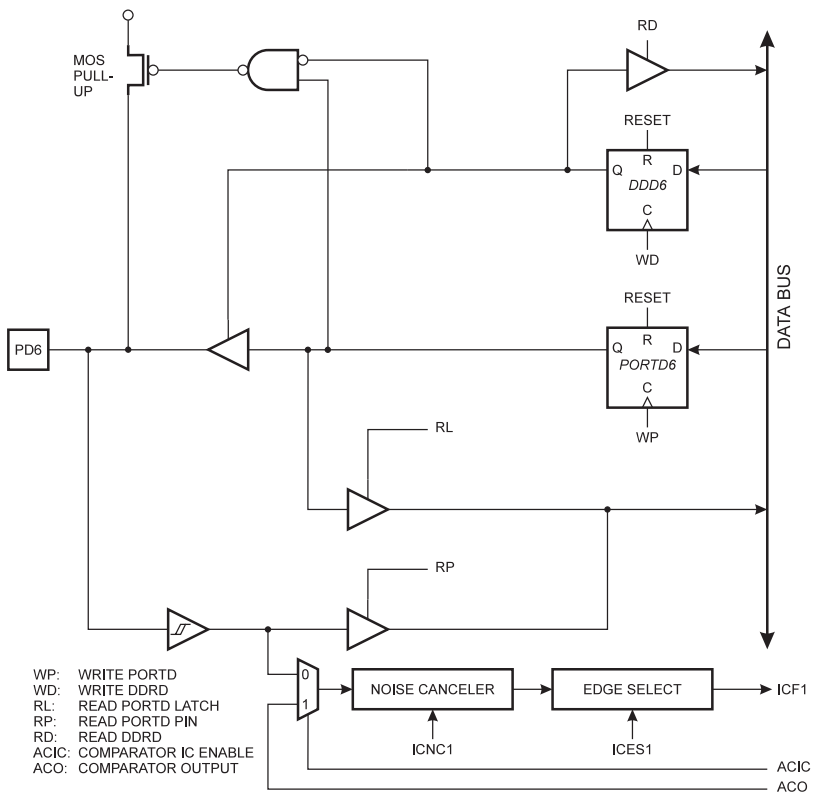 RD
MOS
PULL-
UP
RESET
R
Q
D
DDD6
C
WD
RESET
R
Q
D
PD6
PORTD6
C
WP
DATA BUS
RL
RP
WP: WRITE PORTD
WD: WRITE DDRD
RL: READ PORTD LATCH
RP: READ PORTD PIN
RD: READ DDRD
ACIC: COMPARATOR IC ENABLE
ACO: COMPARATOR OUTPUT
0
1
NOISE CANCELER
EDGE SELECT
ICF1
ICNC1
ICES1
ACIC
ACO